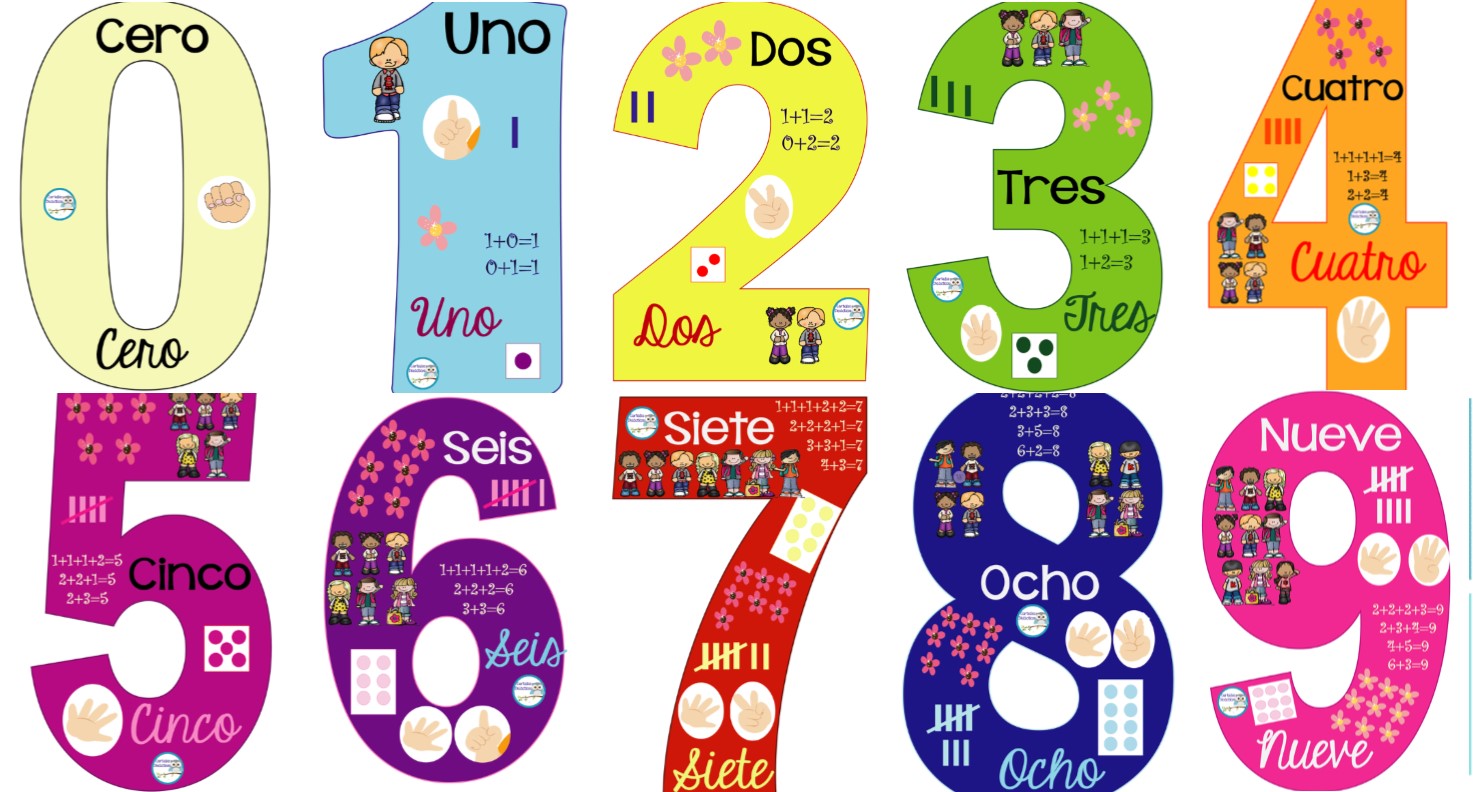 Cero
Cero
Uno
1+0=1
0+1=1
Uno
Dos
1+1=2
0+2=2
Dos
Tres
1+1+1=3
1+2=3
Tres
Cuatro
1+1+1+1=4
1+3=4
2+2=4
Cuatro
1+1+1+2=5
2+2+1=5
2+3=5
Cinco
Cinco
Seis
1+1+1+1+2=6
2+2+2=6
3+3=6
Seis
Siete
1+1+1+2+2=7
2+2+2+1=7
3+3+1=7
4+3=7
Siete
2+2+2+2=8
2+3+3=8
3+5=8
6+2=8
Ocho
Ocho
Nueve
2+2+2+3=9
2+3+4=9
4+5=9
6+3=9
Nueve